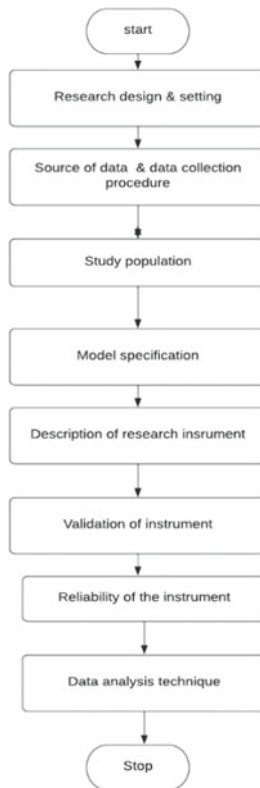 start
Research design & setting
Source of data & data collection
procedure
Study population
Model specification
Description of research insrument
Validation of instrument
Reliability of the instrument
Data analysis technique
Stop